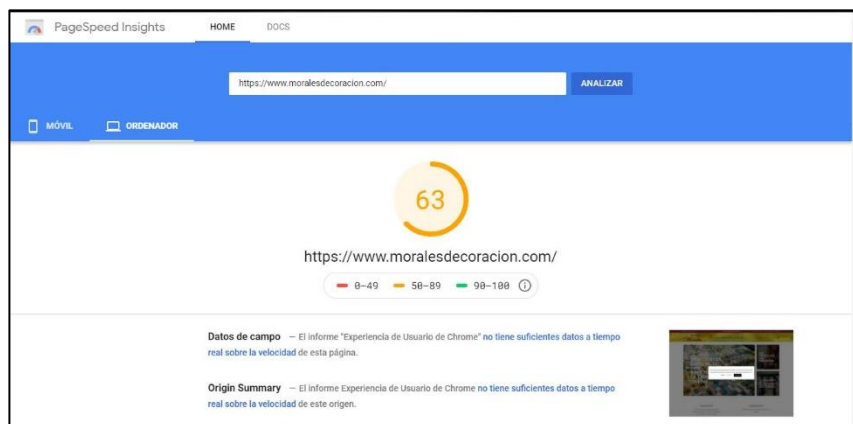 PageSpeed Insights HOME DOCS
https://www.moralesdecoracion.com/ ANALIZAR
MÓVIL ORDENADOR
63
https://www.moralesdecoracion.com/
0-49 50-89 90-100
Datos de campo — El informe "Experiencia de Usuario de Chrome" no tiene suficientes datos a tiempo
real sobre la velocidad de esta página.
Origin Summary — El informe Experiencia de Usuario de Chrome no tiene suficientes datos a tiempo
real sobre la velocidad de este origen.